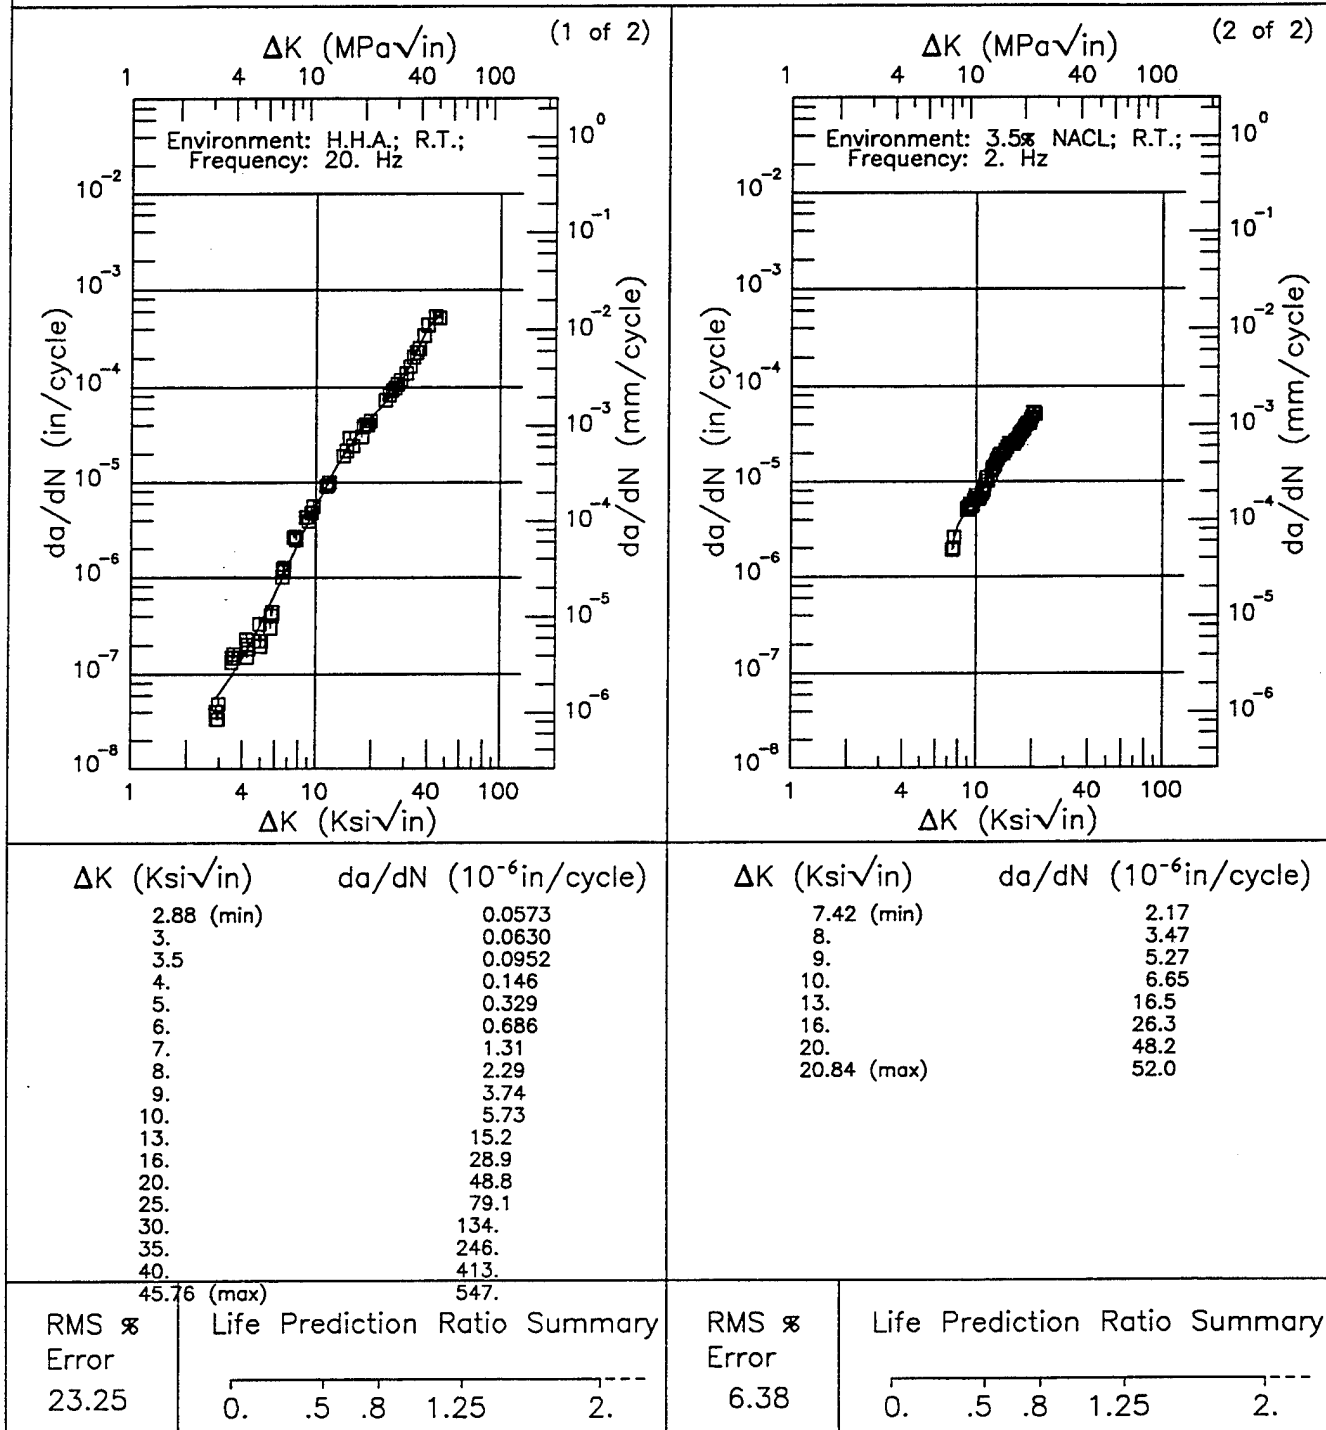 (1 of 2)
ΔK (MPa√in)
1 4 10 40 100
Environment: H.H.A.; R.T.;
Frequency: 20. Hz
da/dN (in/cycle)
10⁻²
10⁻³
10⁻⁴
10⁻⁵
10⁻⁶
10⁻⁷
10⁻⁸
10⁰
10⁻¹
10⁻²
10⁻³
10⁻⁴
10⁻⁵
10⁻⁶
da/dN (mm/cycle)
1 4 10 40 100
ΔK (Ksi√in)
ΔK (Ksi√in) da/dN (10⁻⁶in/cycle)
2.88 (min) 0.0573
3. 0.0630
3.5 0.0952
4. 0.146
5. 0.329
6. 0.686
7. 1.31
8. 2.29
9. 3.74
10. 5.73
13. 15.2
16. 28.9
20. 48.8
25. 79.1
30. 134.
35. 246.
40. 413.
45.76 (max) 547.
RMS %
Error
23.25
Life Prediction Ratio Summary
0. .5 .8 1.25 2.
(2 of 2)
ΔK (MPa√in)
1 4 10 40 100
Environment: 3.5% NACL; R.T.;
Frequency: 2. Hz
da/dN (in/cycle)
10⁻²
10⁻³
10⁻⁴
10⁻⁵
10⁻⁶
10⁻⁷
10⁻⁸
10⁰
10⁻¹
10⁻²
10⁻³
10⁻⁴
10⁻⁵
10⁻⁶
da/dN (mm/cycle)
1 4 10 40 100
ΔK (Ksi√in)
ΔK (Ksi√in) da/dN (10⁻⁶in/cycle)
7.42 (min) 2.17
8. 3.47
9. 5.27
10. 6.65
13. 16.5
16. 26.3
20. 48.2
20.84 (max) 52.0
RMS %
Error
6.38
Life Prediction Ratio Summary
0. .5 .8 1.25 2.